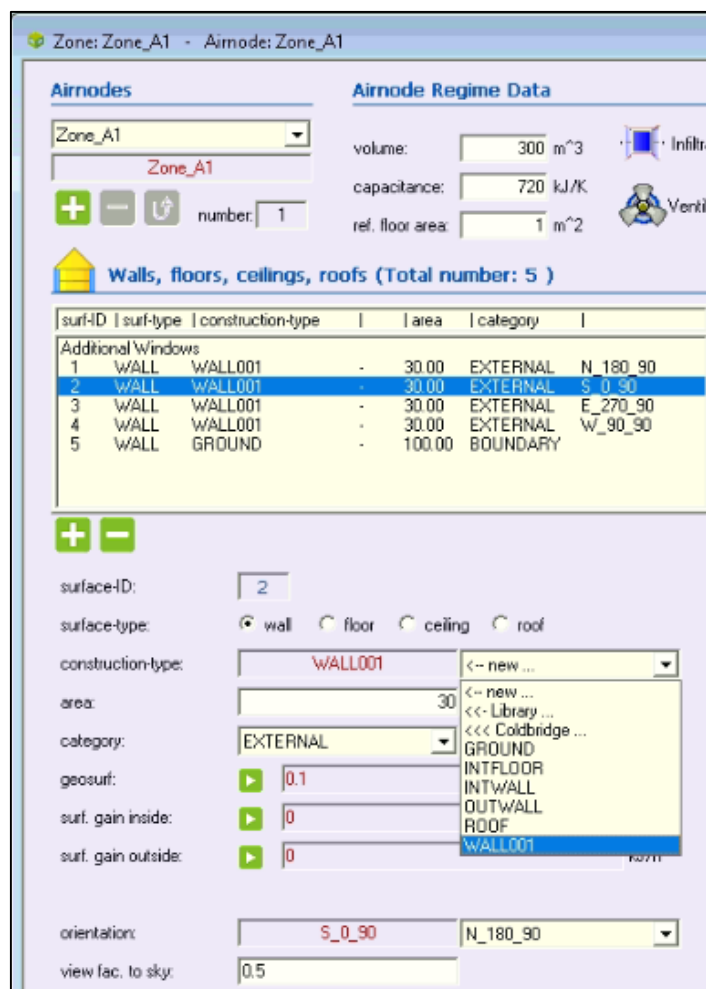 Zone: Zone_A1 - Airnode: Zone_A1
Airnodes
Airnode Regime Data
Zone_A1
Zone_A1
number: 1
volume: 300 m^3
capacitance: 720 kJ/K
ref. floor area: 1 m^2
Infiltra
Ventil
Walls, floors, ceilings, roofs (Total number: 5 )
surf-ID | surf-type | construction-type | | area | category |
Additional Windows
1 WALL WALL001 - 30.00 EXTERNAL N_180_90
2 WALL WALL001 - 30.00 EXTERNAL S_0_90
3 WALL WALL001 - 30.00 EXTERNAL E_270_90
4 WALL WALL001 - 30.00 EXTERNAL W_90_90
5 WALL GROUND - 100.00 BOUNDARY
surface-ID: 2
surface-type: wall floor ceiling roof
construction-type: WALL001 <-- new ...
area: 30
category: EXTERNAL
geosurf: 0.1
surf. gain inside: 0
surf. gain outside: 0
<-- new ...
<<- Library ...
<<< Coldbridge ...
GROUND
INTFLOOR
INTWALL
OUTWALL
ROOF
WALL001
orientation: S_0_90 N_180_90
view fac. to sky: 0.5